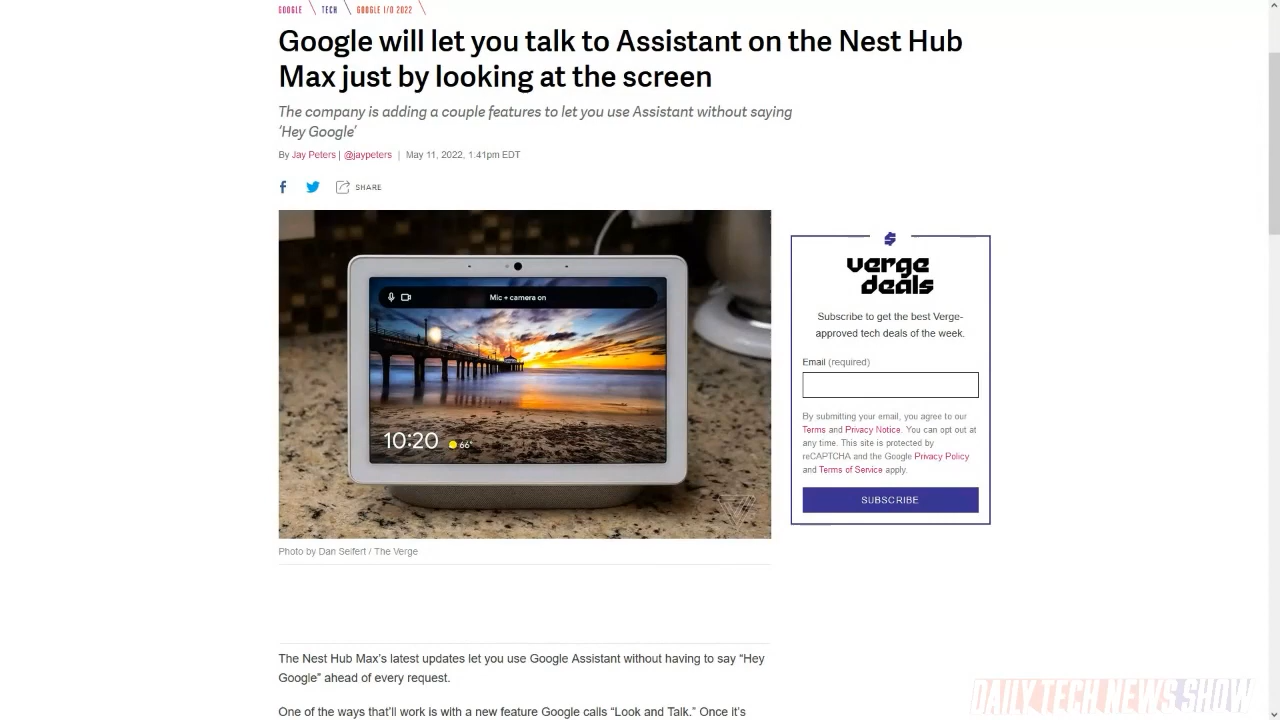 GOOGLE TECH GOOGLE I/O 2022
Google will let you talk to Assistant on the Nest Hub
Max just by looking at the screen
The company is adding a couple features to let you use Assistant without saying
‘Hey Google’
By Jay Peters | @jaypeters | May 11, 2022, 1:41pm EDT
SHARE
Mic + camera on
10:20 66°
Photo by Dan Seifert / The Verge
verge
deals
Subscribe to get the best Verge-
approved tech deals of the week.
Email (required)
By submitting your email, you agree to our
Terms and Privacy Notice. You can opt out at
any time. This site is protected by
reCAPTCHA and the Google Privacy Policy
and Terms of Service apply.
SUBSCRIBE
The Nest Hub Max’s latest updates let you use Google Assistant without having to say “Hey
Google” ahead of every request.
One of the ways that’ll work is with a new feature Google calls “Look and Talk.” Once it’s
DAILY TECH NEWS SHOW